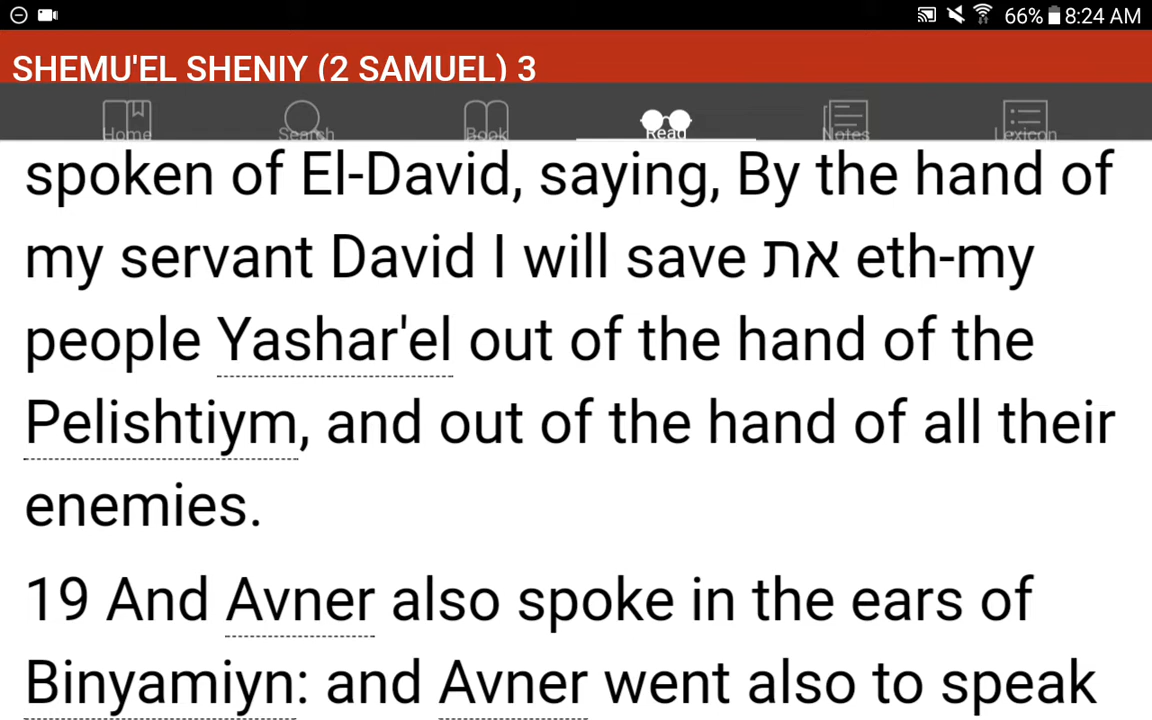 66% 8:24 AM
SHEMU'EL SHENIY (2 SAMUEL) 3
Home Search Book Read Notes Lexicon
spoken of El-David, saying, By the hand of
my servant David I will save את eth-my
people Yashar'el out of the hand of the
Pelishtiym, and out of the hand of all their
enemies.
19 And Avner also spoke in the ears of
Binyamiyn: and Avner went also to speak